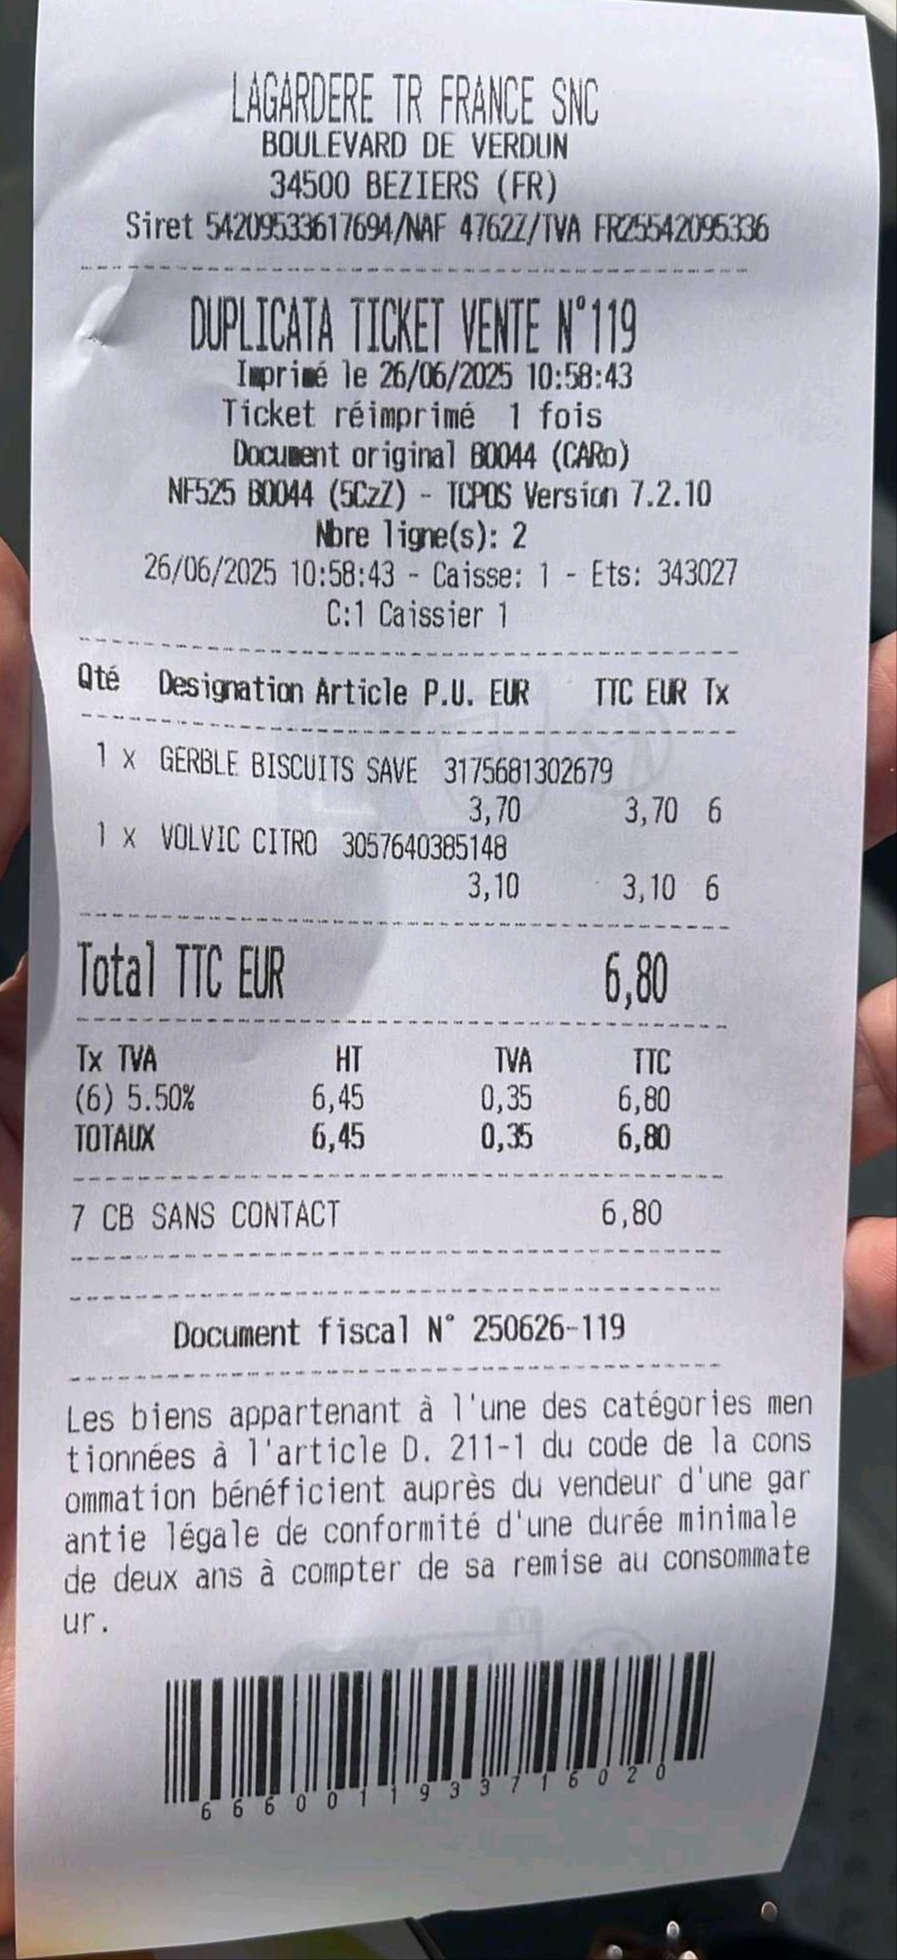 LAGARDERE TR FRANCE SNC
BOULEVARD DE VERDUN
34500 BEZIERS (FR)
Siret 54209533617694/NAF 4762Z/TVA FR25542095336
DUPLICATA TICKET VENTE N°119
Imprimé le 26/06/2025 10:58:43
Ticket réimprimé 1 fois
Document original B0044 (CARo)
NF525 B0044 (5CzZ) - TCPOS Version 7.2.10
Nbre ligne(s): 2
26/06/2025 10:58:43 - Caisse: 1 - Ets: 343027
C:1 Caissier 1
Qté Designation Article P.U. EUR TTC EUR Tx
1 x GERBLE BISCUITS SAVE 3175681302679
3,70 3,70 6
1 x VOLVIC CITRO 3057640385148
3,10 3,10 6
Total TTC EUR 6,80
Tx TVA HT TVA TTC
(6) 5.50% 6,45 0,35 6,80
TOTAUX 6,45 0,35 6,80
7 CB SANS CONTACT 6,80
Document fiscal N° 250626-119
Les biens appartenant à l'une des catégories men
tionnées à l'article D. 211-1 du code de la cons
ommation bénéficient auprès du vendeur d'une gar
antie légale de conformité d'une durée minimale
de deux ans à compter de sa remise au consommate
ur.
6 6 6 0 0 1 1 9 3 3 7 1 6 0 2 0